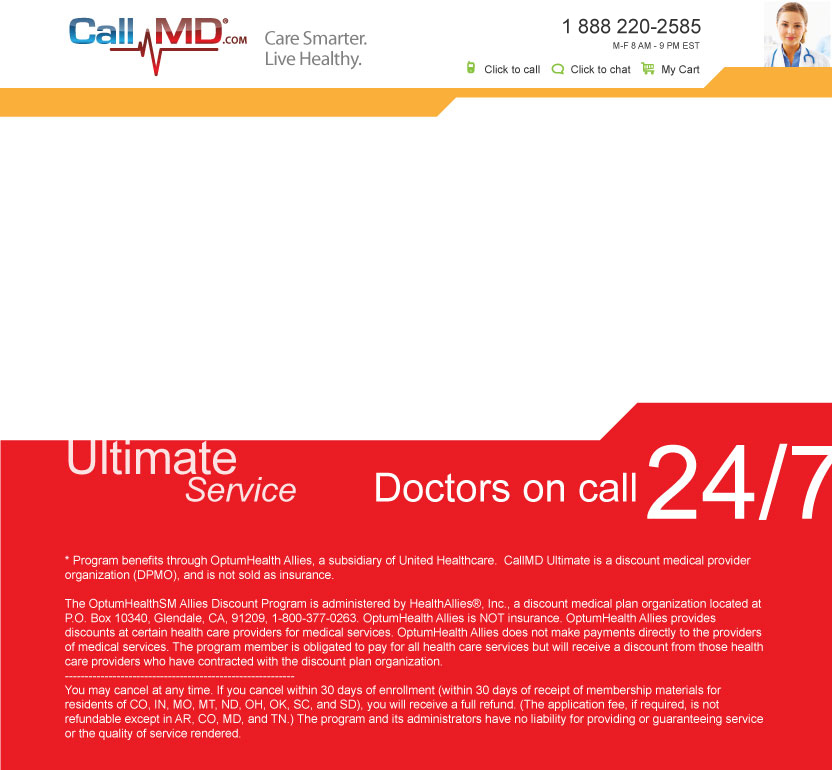 CallMD®.COM
Care Smarter.
Live Healthy.
1 888 220-2585
M-F 8 AM - 9 PM EST
Click to call Click to chat My Cart
Ultimate
Service
Doctors on call 24/7
* Program benefits through OptumHealth Allies, a subsidiary of United Healthcare. CallMD Ultimate is a discount medical provider
organization (DPMO), and is not sold as insurance.
The OptumHealthSM Allies Discount Program is administered by HealthAllies®, Inc., a discount medical plan organization located at
P.O. Box 10340, Glendale, CA, 91209, 1-800-377-0263. OptumHealth Allies is NOT insurance. OptumHealth Allies provides
discounts at certain health care providers for medical services. OptumHealth Allies does not make payments directly to the providers
of medical services. The program member is obligated to pay for all health care services but will receive a discount from those health
care providers who have contracted with the discount plan organization.
----------------------------------------------------------
You may cancel at any time. If you cancel within 30 days of enrollment (within 30 days of receipt of membership materials for
residents of CO, IN, MO, MT, ND, OH, OK, SC, and SD), you will receive a full refund. (The application fee, if required, is not
refundable except in AR, CO, MD, and TN.) The program and its administrators have no liability for providing or guaranteeing service
or the quality of service rendered.